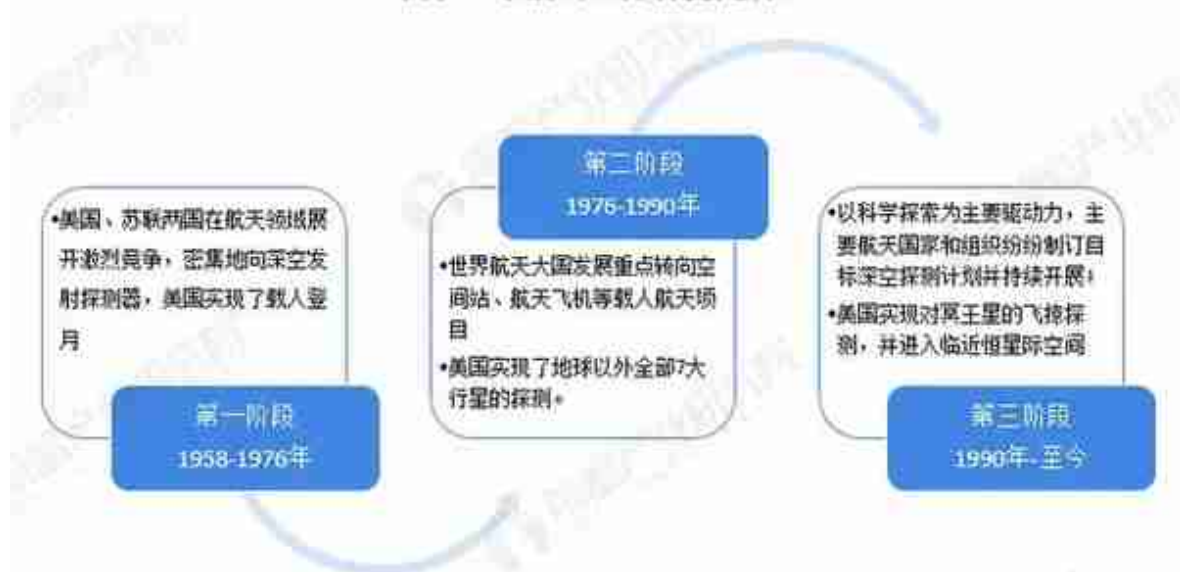 •美国、苏联两国在航天领域展
开激烈竞争，密集地向深空发
射探测器，美国实现了载人登
月
第一阶段
1958-1976年
第二阶段
1976-1990年
•世界航天大国发展重点转向空
间站、航天飞机等载人航天项
目
•美国实现了地球以外全部7大
行星的探测。
•以科学探索为主要驱动力，主
要航天国家和组织纷纷制订目
标深空探测计划并持续开展；
•美国实现对冥王星的飞掠探
测，并进入临近恒星际空间
第三阶段
1990年-至今